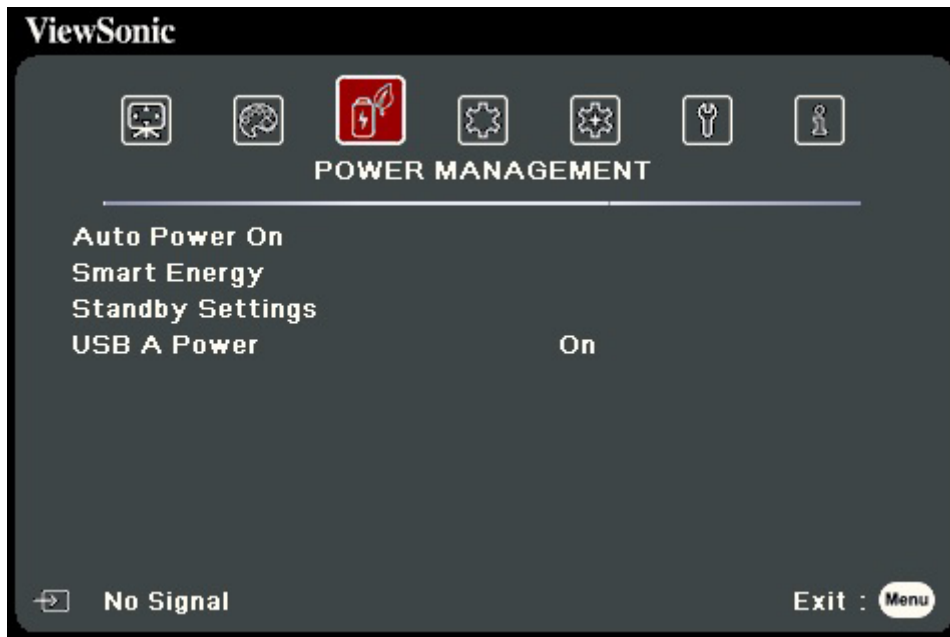 ViewSonic
POWER MANAGEMENT
Auto Power On
Smart Energy
Standby Settings
USB A Power On
No Signal
Exit : Menu